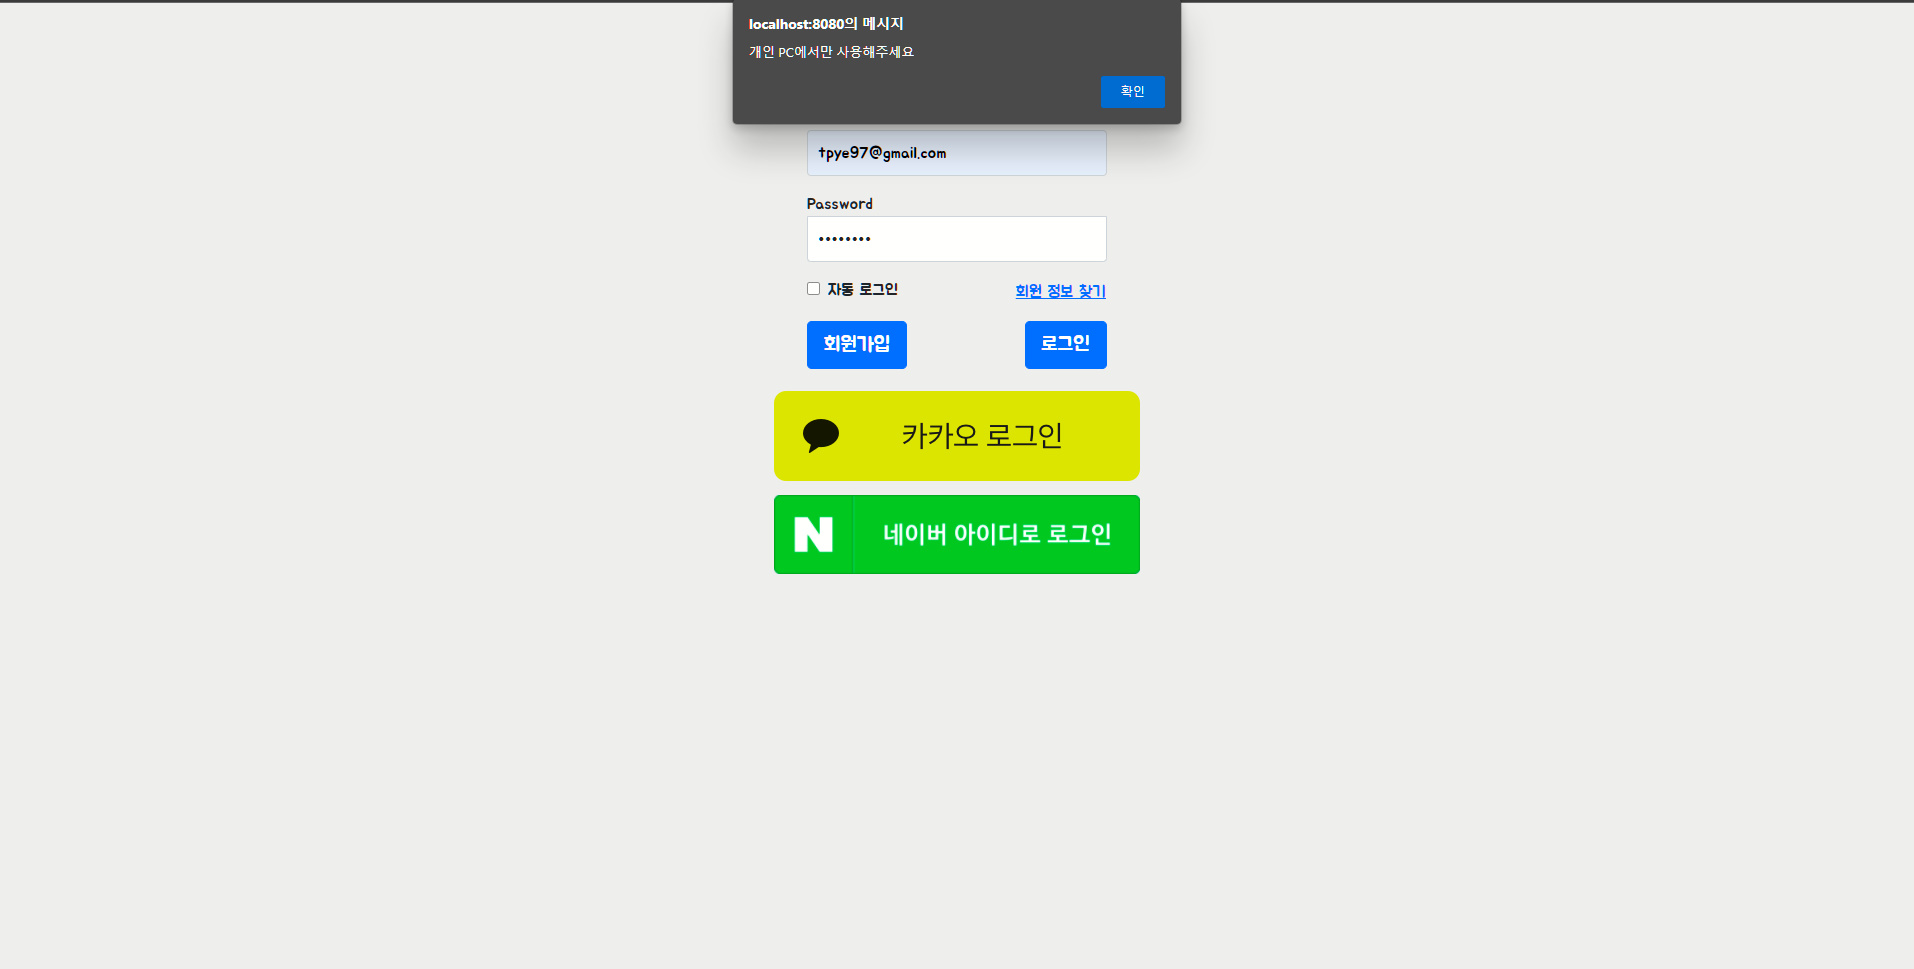 localhost:8080의 메시지
개인 PC에서만 사용해주세요
확인
tpye97@gmail.com
Password
••••••••
자동 로그인
회원 정보 찾기
회원가입
로그인
카카오 로그인
N
네이버 아이디로 로그인